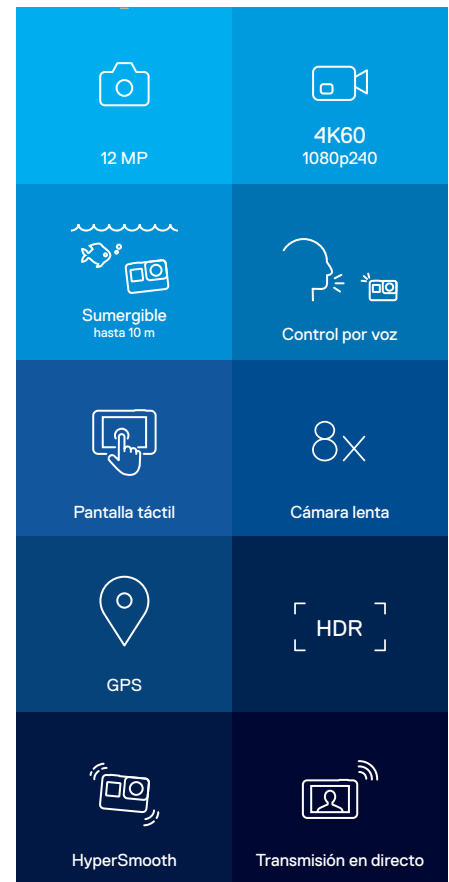 12 MP
4K60
1080p240
Sumergible
hasta 10 m
Control por voz
Pantalla táctil
8x
Cámara lenta
GPS
HDR
HyperSmooth
Transmisión en directo